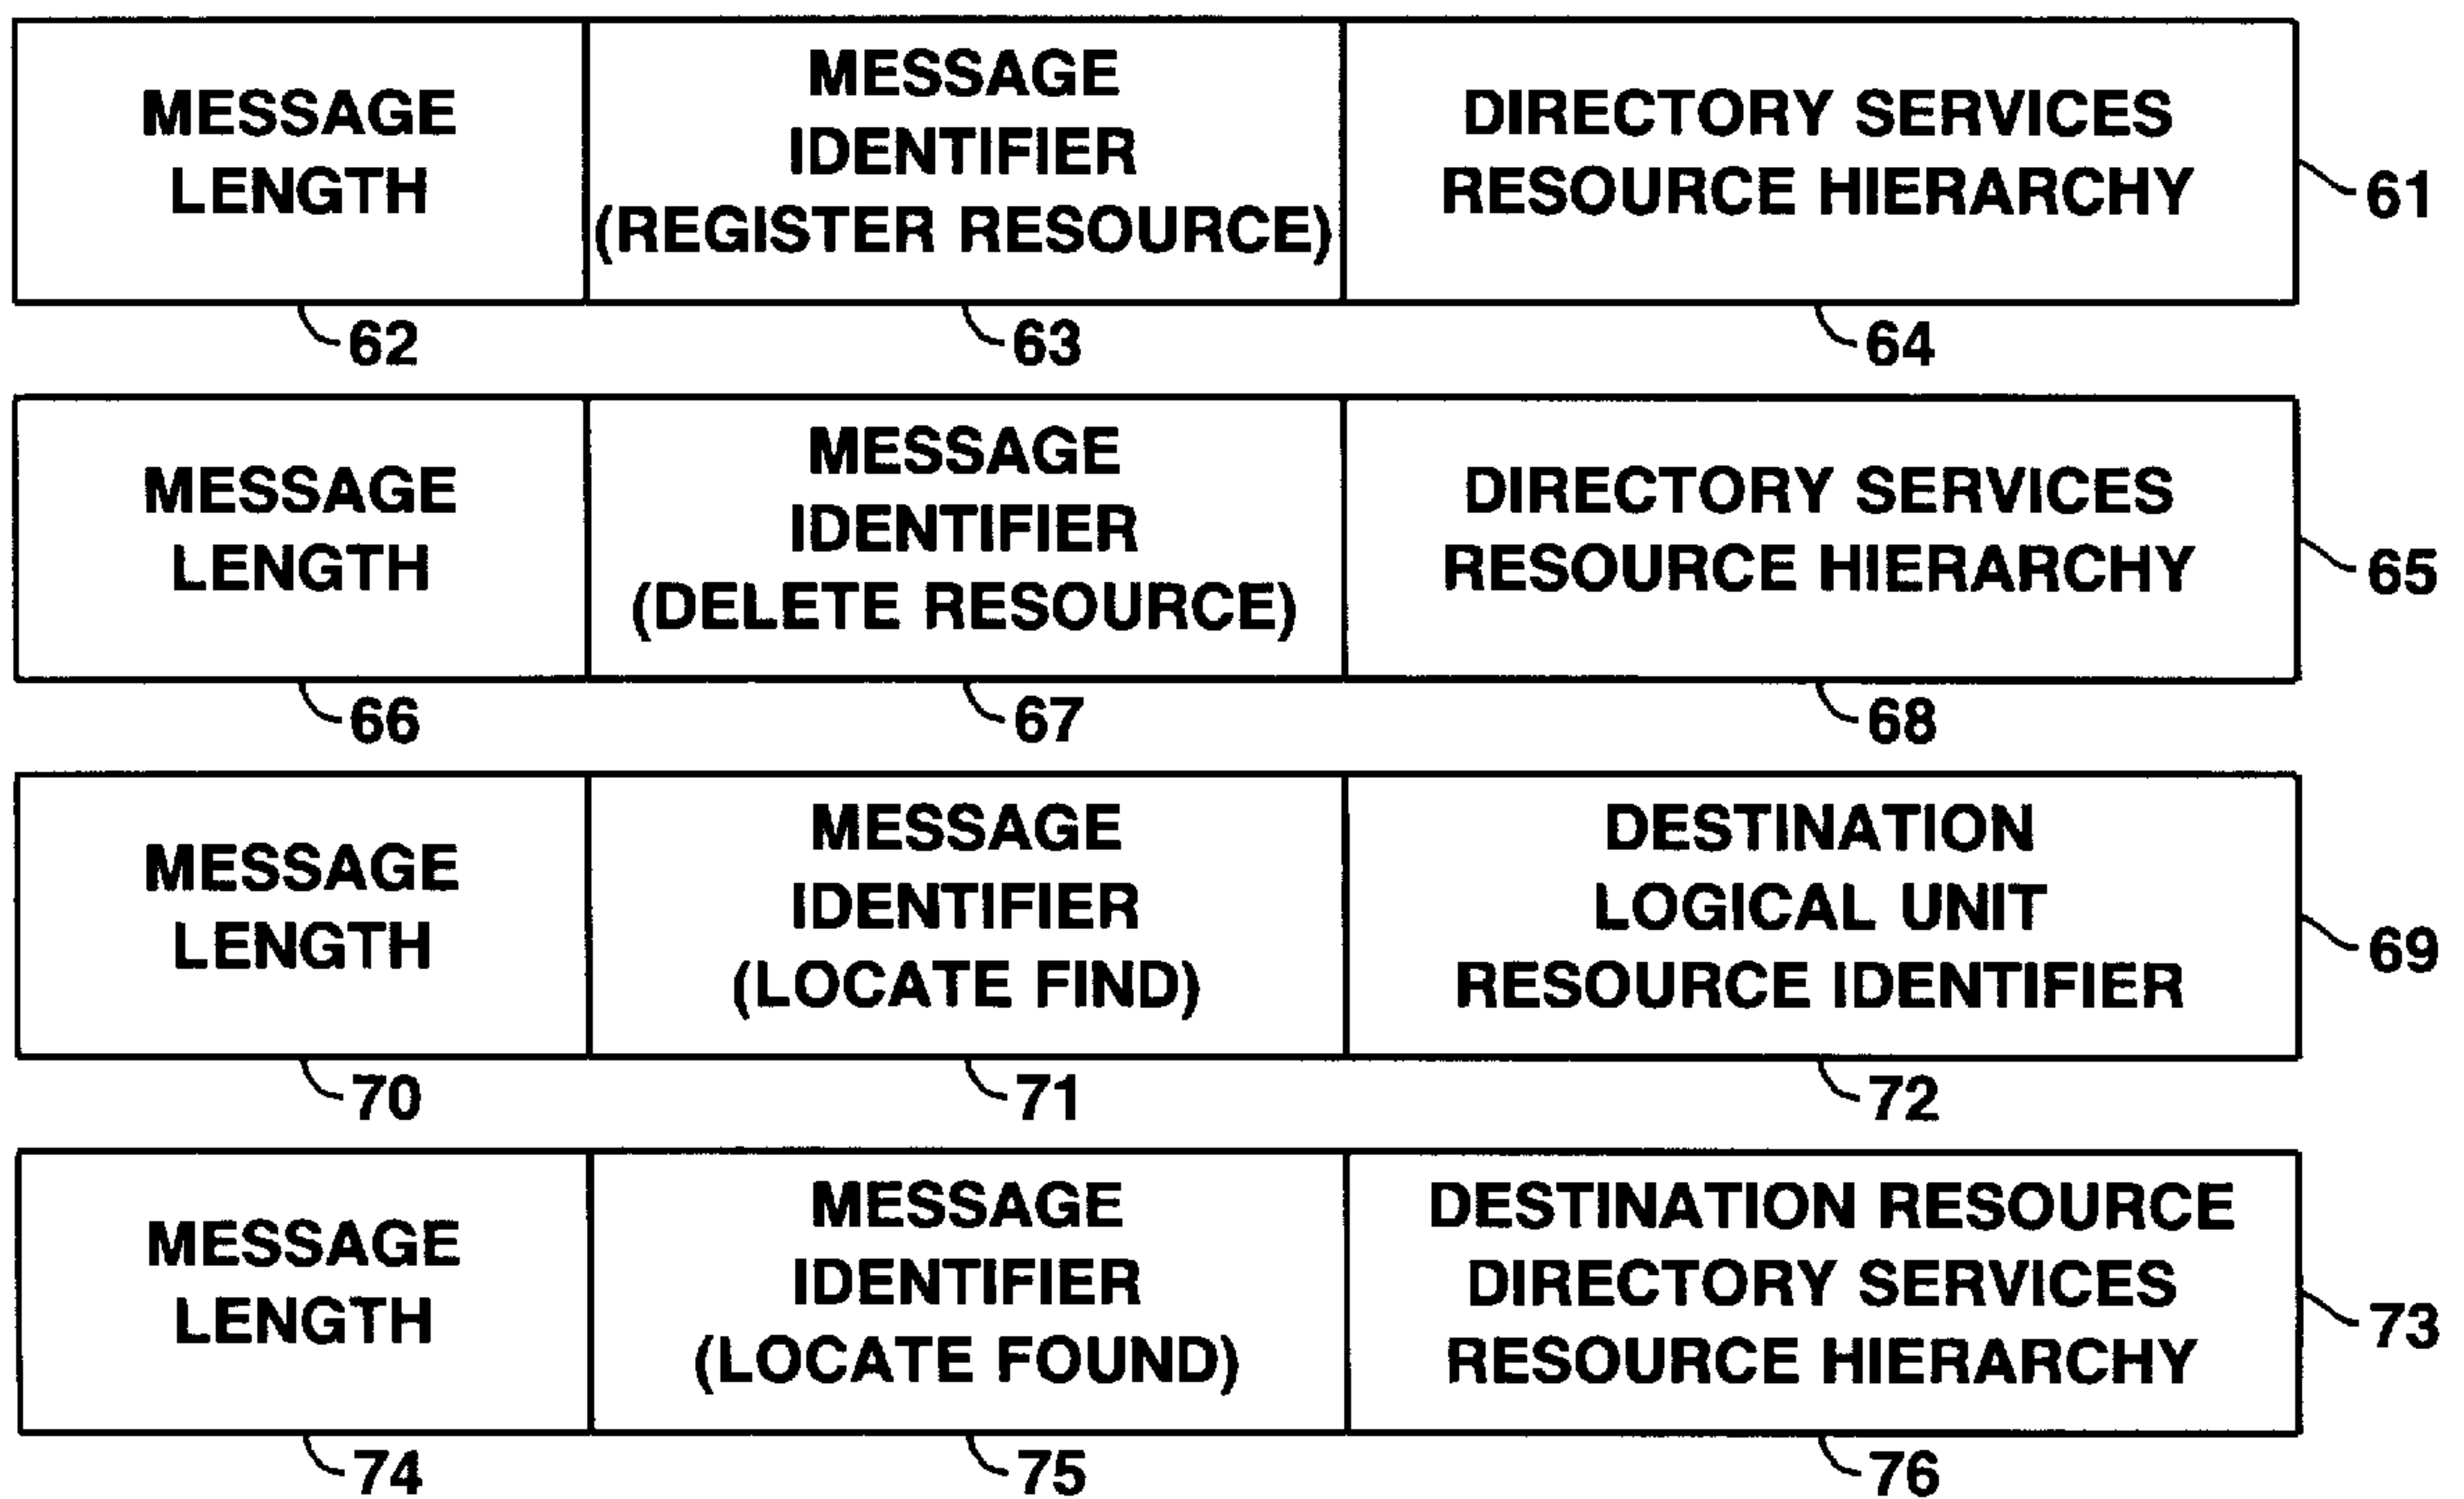 MESSAGE
LENGTH
MESSAGE
IDENTIFIER
(REGISTER RESOURCE)
DIRECTORY SERVICES
RESOURCE HIERARCHY
61
62
63
64
MESSAGE
LENGTH
MESSAGE
IDENTIFIER
(DELETE RESOURCE)
DIRECTORY SERVICES
RESOURCE HIERARCHY
65
66
67
68
MESSAGE
LENGTH
MESSAGE
IDENTIFIER
(LOCATE FIND)
DESTINATION
LOGICAL UNIT
RESOURCE IDENTIFIER
69
70
71
72
MESSAGE
LENGTH
MESSAGE
IDENTIFIER
(LOCATE FOUND)
DESTINATION RESOURCE
DIRECTORY SERVICES
RESOURCE HIERARCHY
73
74
75
76